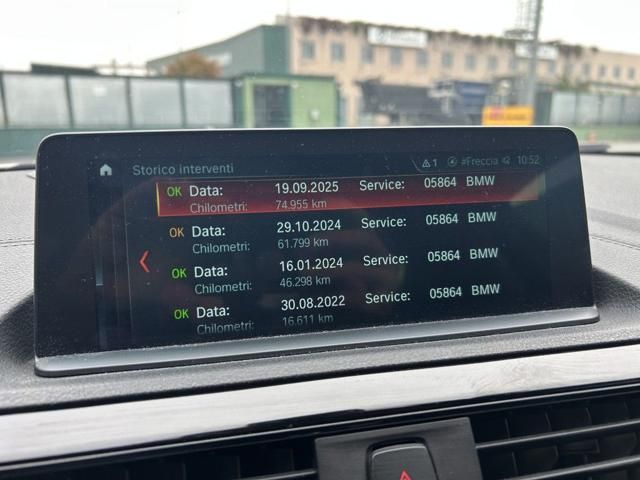 Storico interventi
1 #Freccia 10:52
OK Data: 19.09.2025 Service: 05864 BMW
Chilometri: 74.955 km
OK Data: 29.10.2024 Service: 05864 BMW
Chilometri: 61.799 km
OK Data: 16.01.2024 Service: 05864 BMW
Chilometri: 46.298 km
OK Data: 30.08.2022 Service: 05864 BMW
Chilometri: 16.611 km